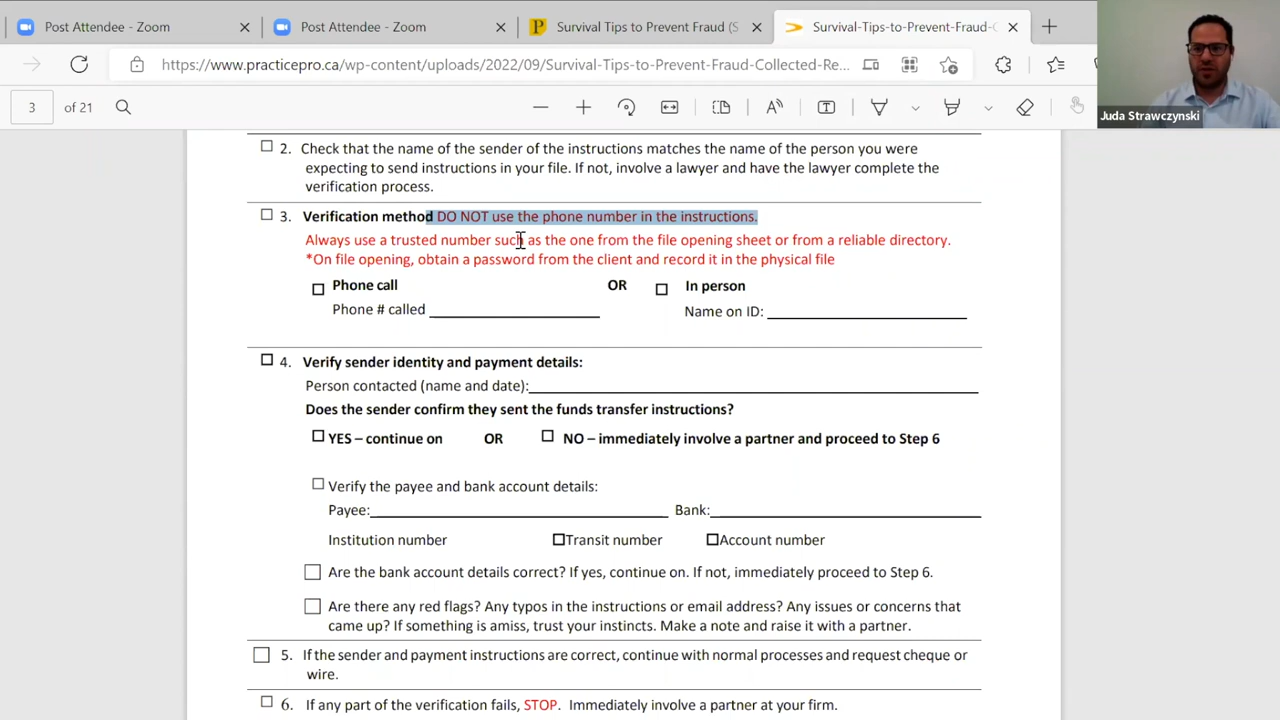 Post Attendee - Zoom
Post Attendee - Zoom
Survival Tips to Prevent Fraud (S
Survival-Tips-to-Prevent-Fraud-C
https://www.practicepro.ca/wp-content/uploads/2022/09/Survival-Tips-to-Prevent-Fraud-Collected-Re...
3 of 21
Juda Strawczynski
2. Check that the name of the sender of the instructions matches the name of the person you were
expecting to send instructions in your file. If not, involve a lawyer and have the lawyer complete the
verification process.
3. Verification method DO NOT use the phone number in the instructions.
Always use a trusted number such as the one from the file opening sheet or from a reliable directory.
*On file opening, obtain a password from the client and record it in the physical file
Phone call OR In person
Phone # called Name on ID:
4. Verify sender identity and payment details:
Person contacted (name and date):
Does the sender confirm they sent the funds transfer instructions?
YES – continue on OR NO – immediately involve a partner and proceed to Step 6
Verify the payee and bank account details:
Payee: Bank:
Institution number Transit number Account number
Are the bank account details correct? If yes, continue on. If not, immediately proceed to Step 6.
Are there any red flags? Any typos in the instructions or email address? Any issues or concerns that
came up? If something is amiss, trust your instincts. Make a note and raise it with a partner.
5. If the sender and payment instructions are correct, continue with normal processes and request cheque or
wire.
6. If any part of the verification fails, STOP. Immediately involve a partner at your firm.